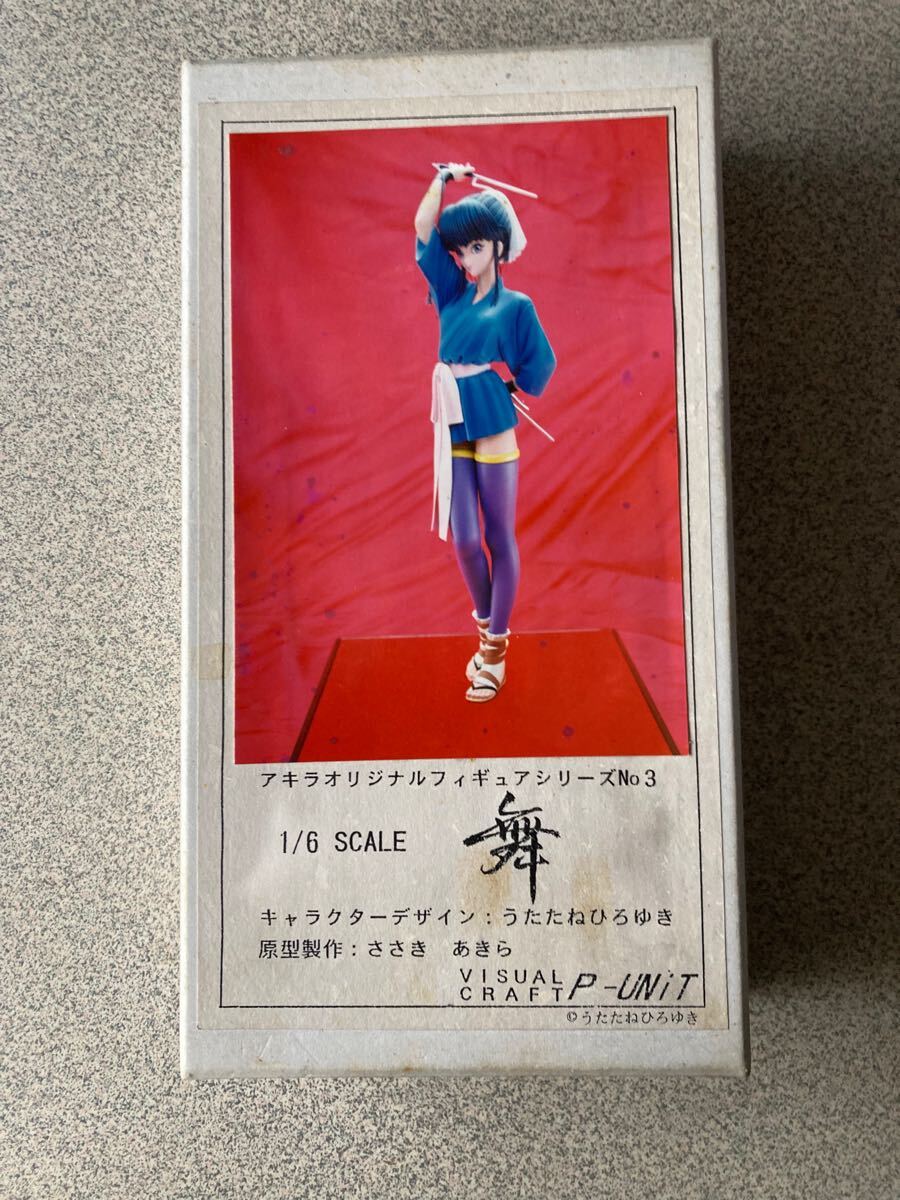 アキラオリジナルフィギュアシリーズNo3
1/6 SCALE 舞
キャラクターデザイン：うたたねひろゆき
原型製作：ささき　あきら
VISUAL CRAFT P-UNiT
©うたたねひろゆき